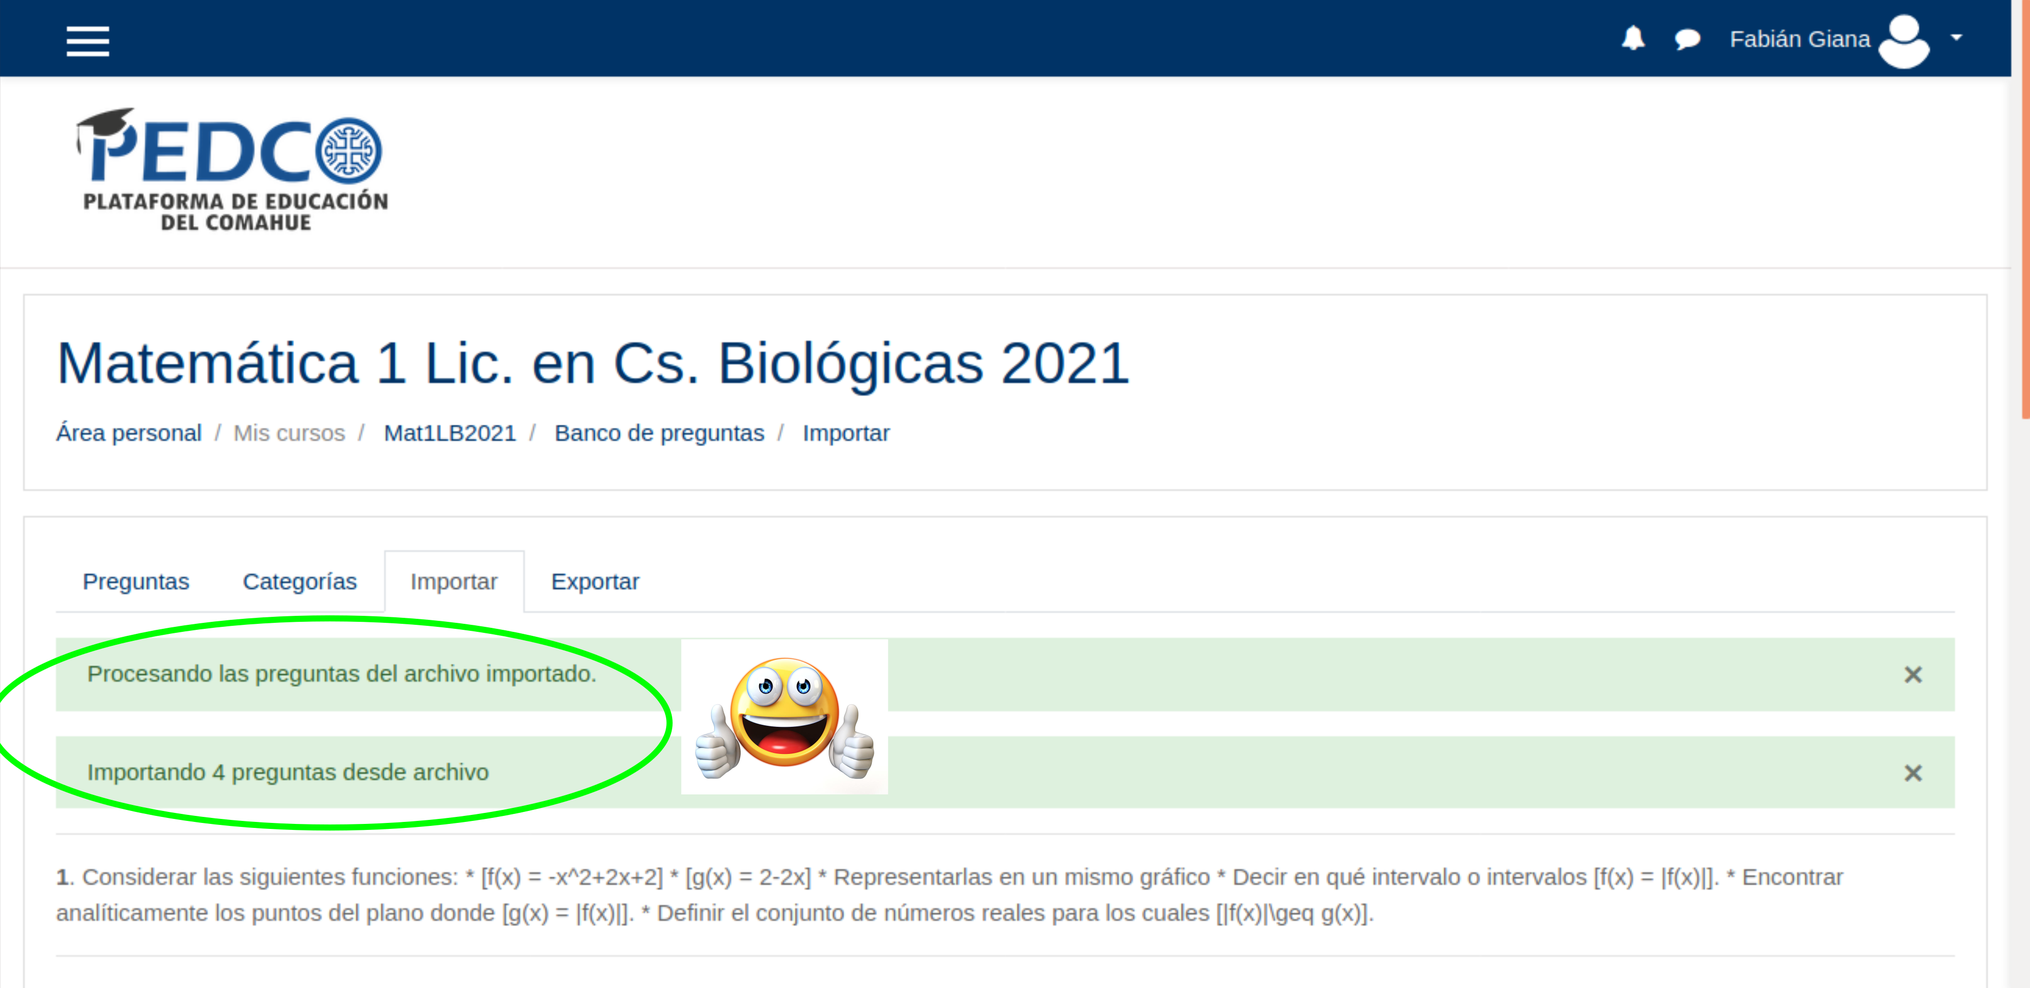 Fabián Giana
PEDCO
PLATAFORMA DE EDUCACIÓN
DEL COMAHUE
Matemática 1 Lic. en Cs. Biológicas 2021
Área personal / Mis cursos / Mat1LB2021 / Banco de preguntas / Importar
Preguntas Categorías Importar Exportar
Procesando las preguntas del archivo importado. ×
Importando 4 preguntas desde archivo ×
1. Considerar las siguientes funciones: * [f(x) = -x^2+2x+2] * [g(x) = 2-2x] * Representarlas en un mismo gráfico * Decir en qué intervalo o intervalos [f(x) = |f(x)|]. * Encontrar
analíticamente los puntos del plano donde [g(x) = |f(x)|]. * Definir el conjunto de números reales para los cuales [|f(x)|\geq g(x)].